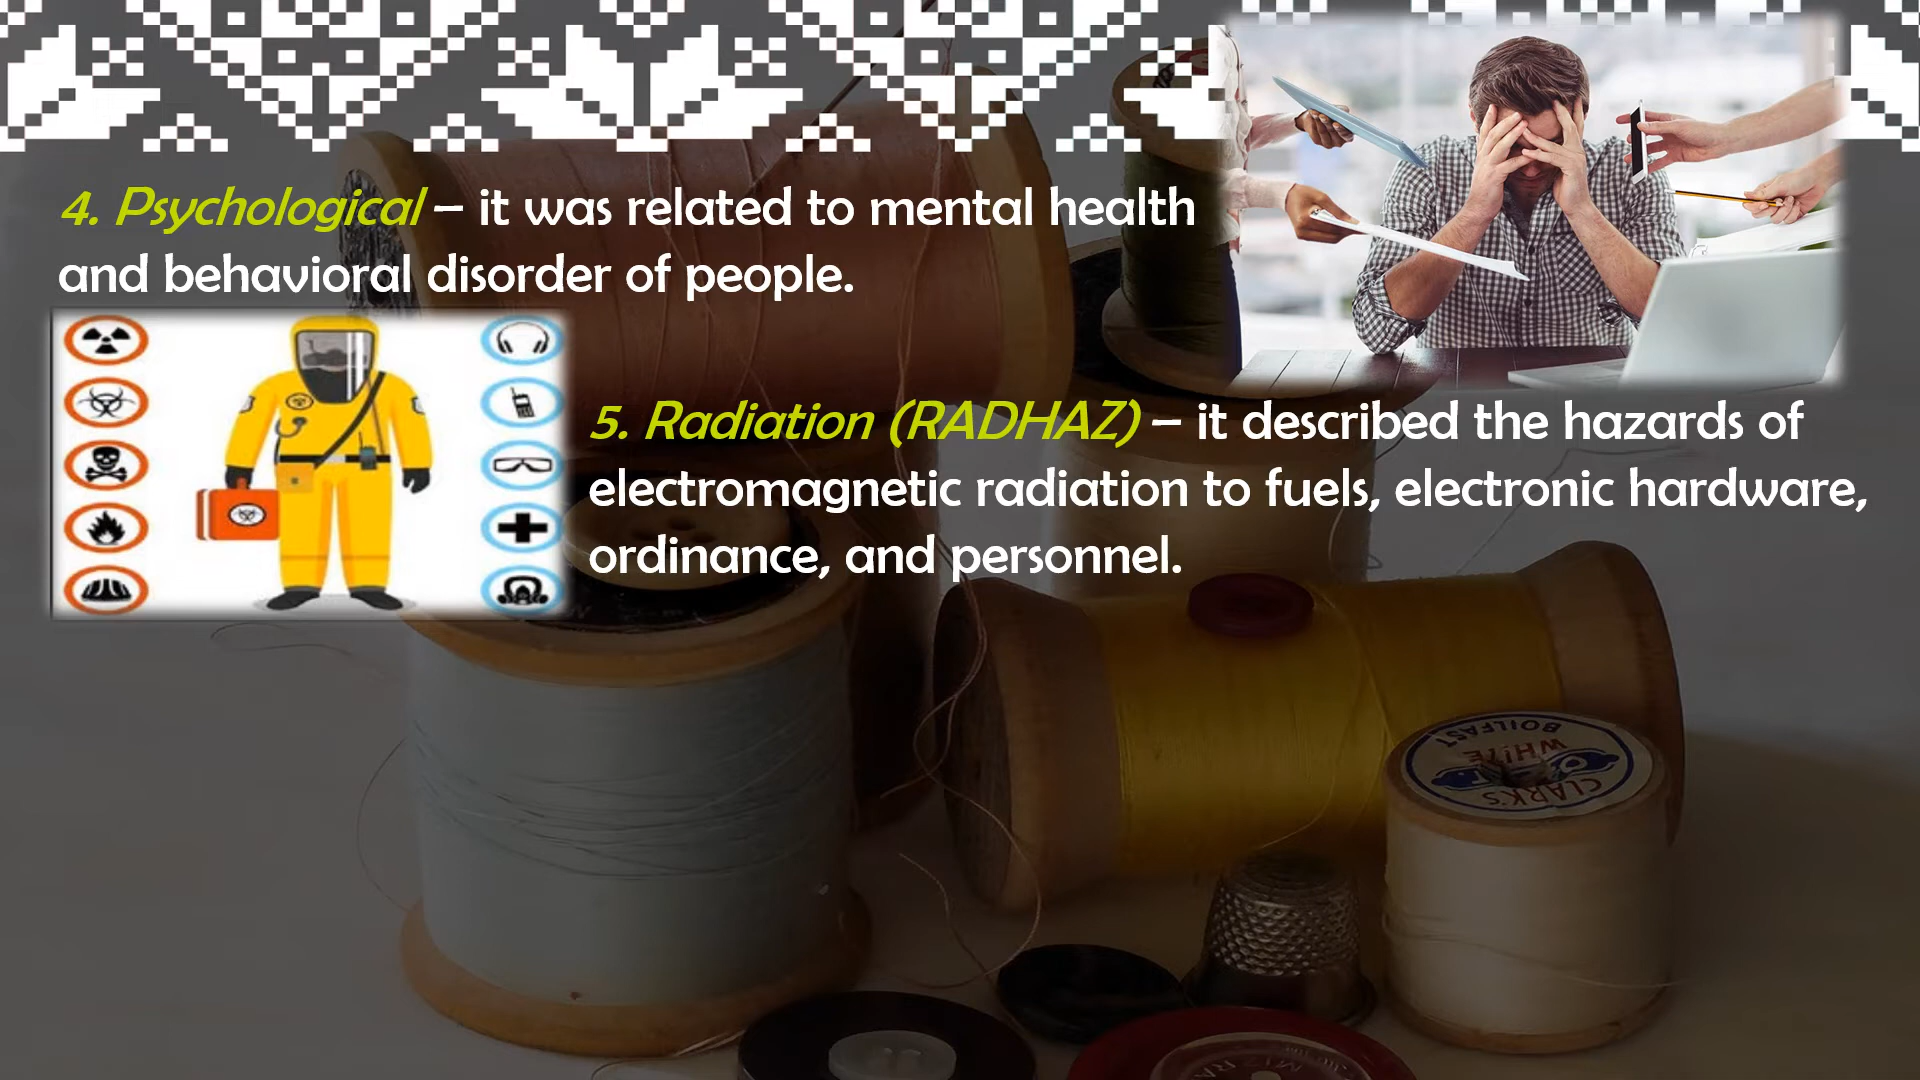 4. Psychological – it was related to mental health
and behavioral disorder of people.
5. Radiation (RADHAZ) – it described the hazards of
electromagnetic radiation to fuels, electronic hardware,
ordinance, and personnel.
CLARK'S
WHITE
BOILFAST